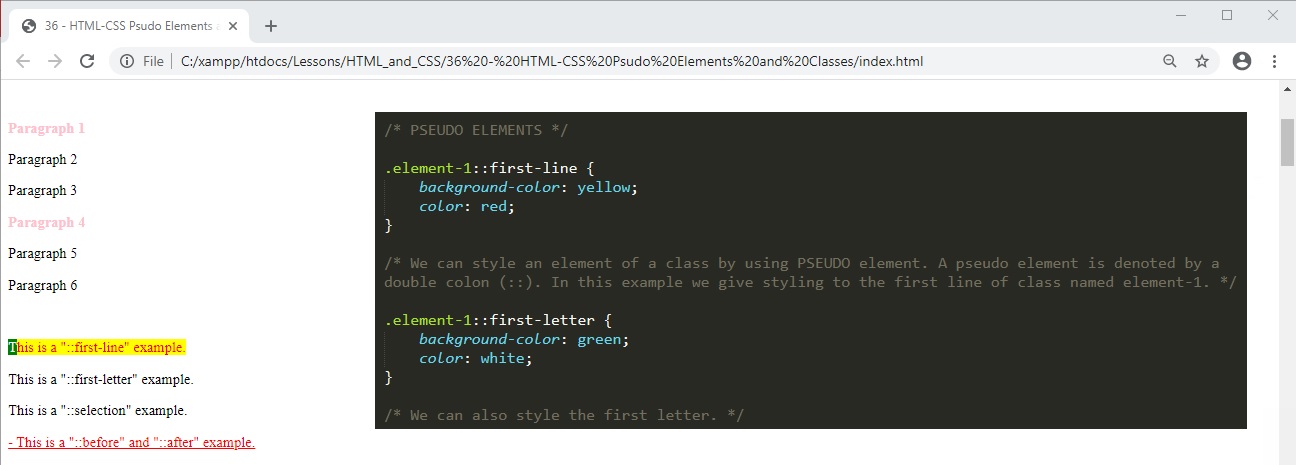 36 - HTML-CSS Psudo Elements
File C:/xampp/htdocs/Lessons/HTML_and_CSS/36%20-%20HTML-CSS%20Psudo%20Elements%20and%20Classes/index.html
Paragraph 1
Paragraph 2
Paragraph 3
Paragraph 4
Paragraph 5
Paragraph 6
This is a "::first-line" example.
This is a "::first-letter" example.
This is a "::selection" example.
- This is a "::before" and "::after" example.
/* PSEUDO ELEMENTS */
.element-1::first-line {
background-color: yellow;
color: red;
}
/* We can style an element of a class by using PSEUDO element. A pseudo element is denoted by a
double colon (::). In this example we give styling to the first line of class named element-1. */
.element-1::first-letter {
background-color: green;
color: white;
}
/* We can also style the first letter. */